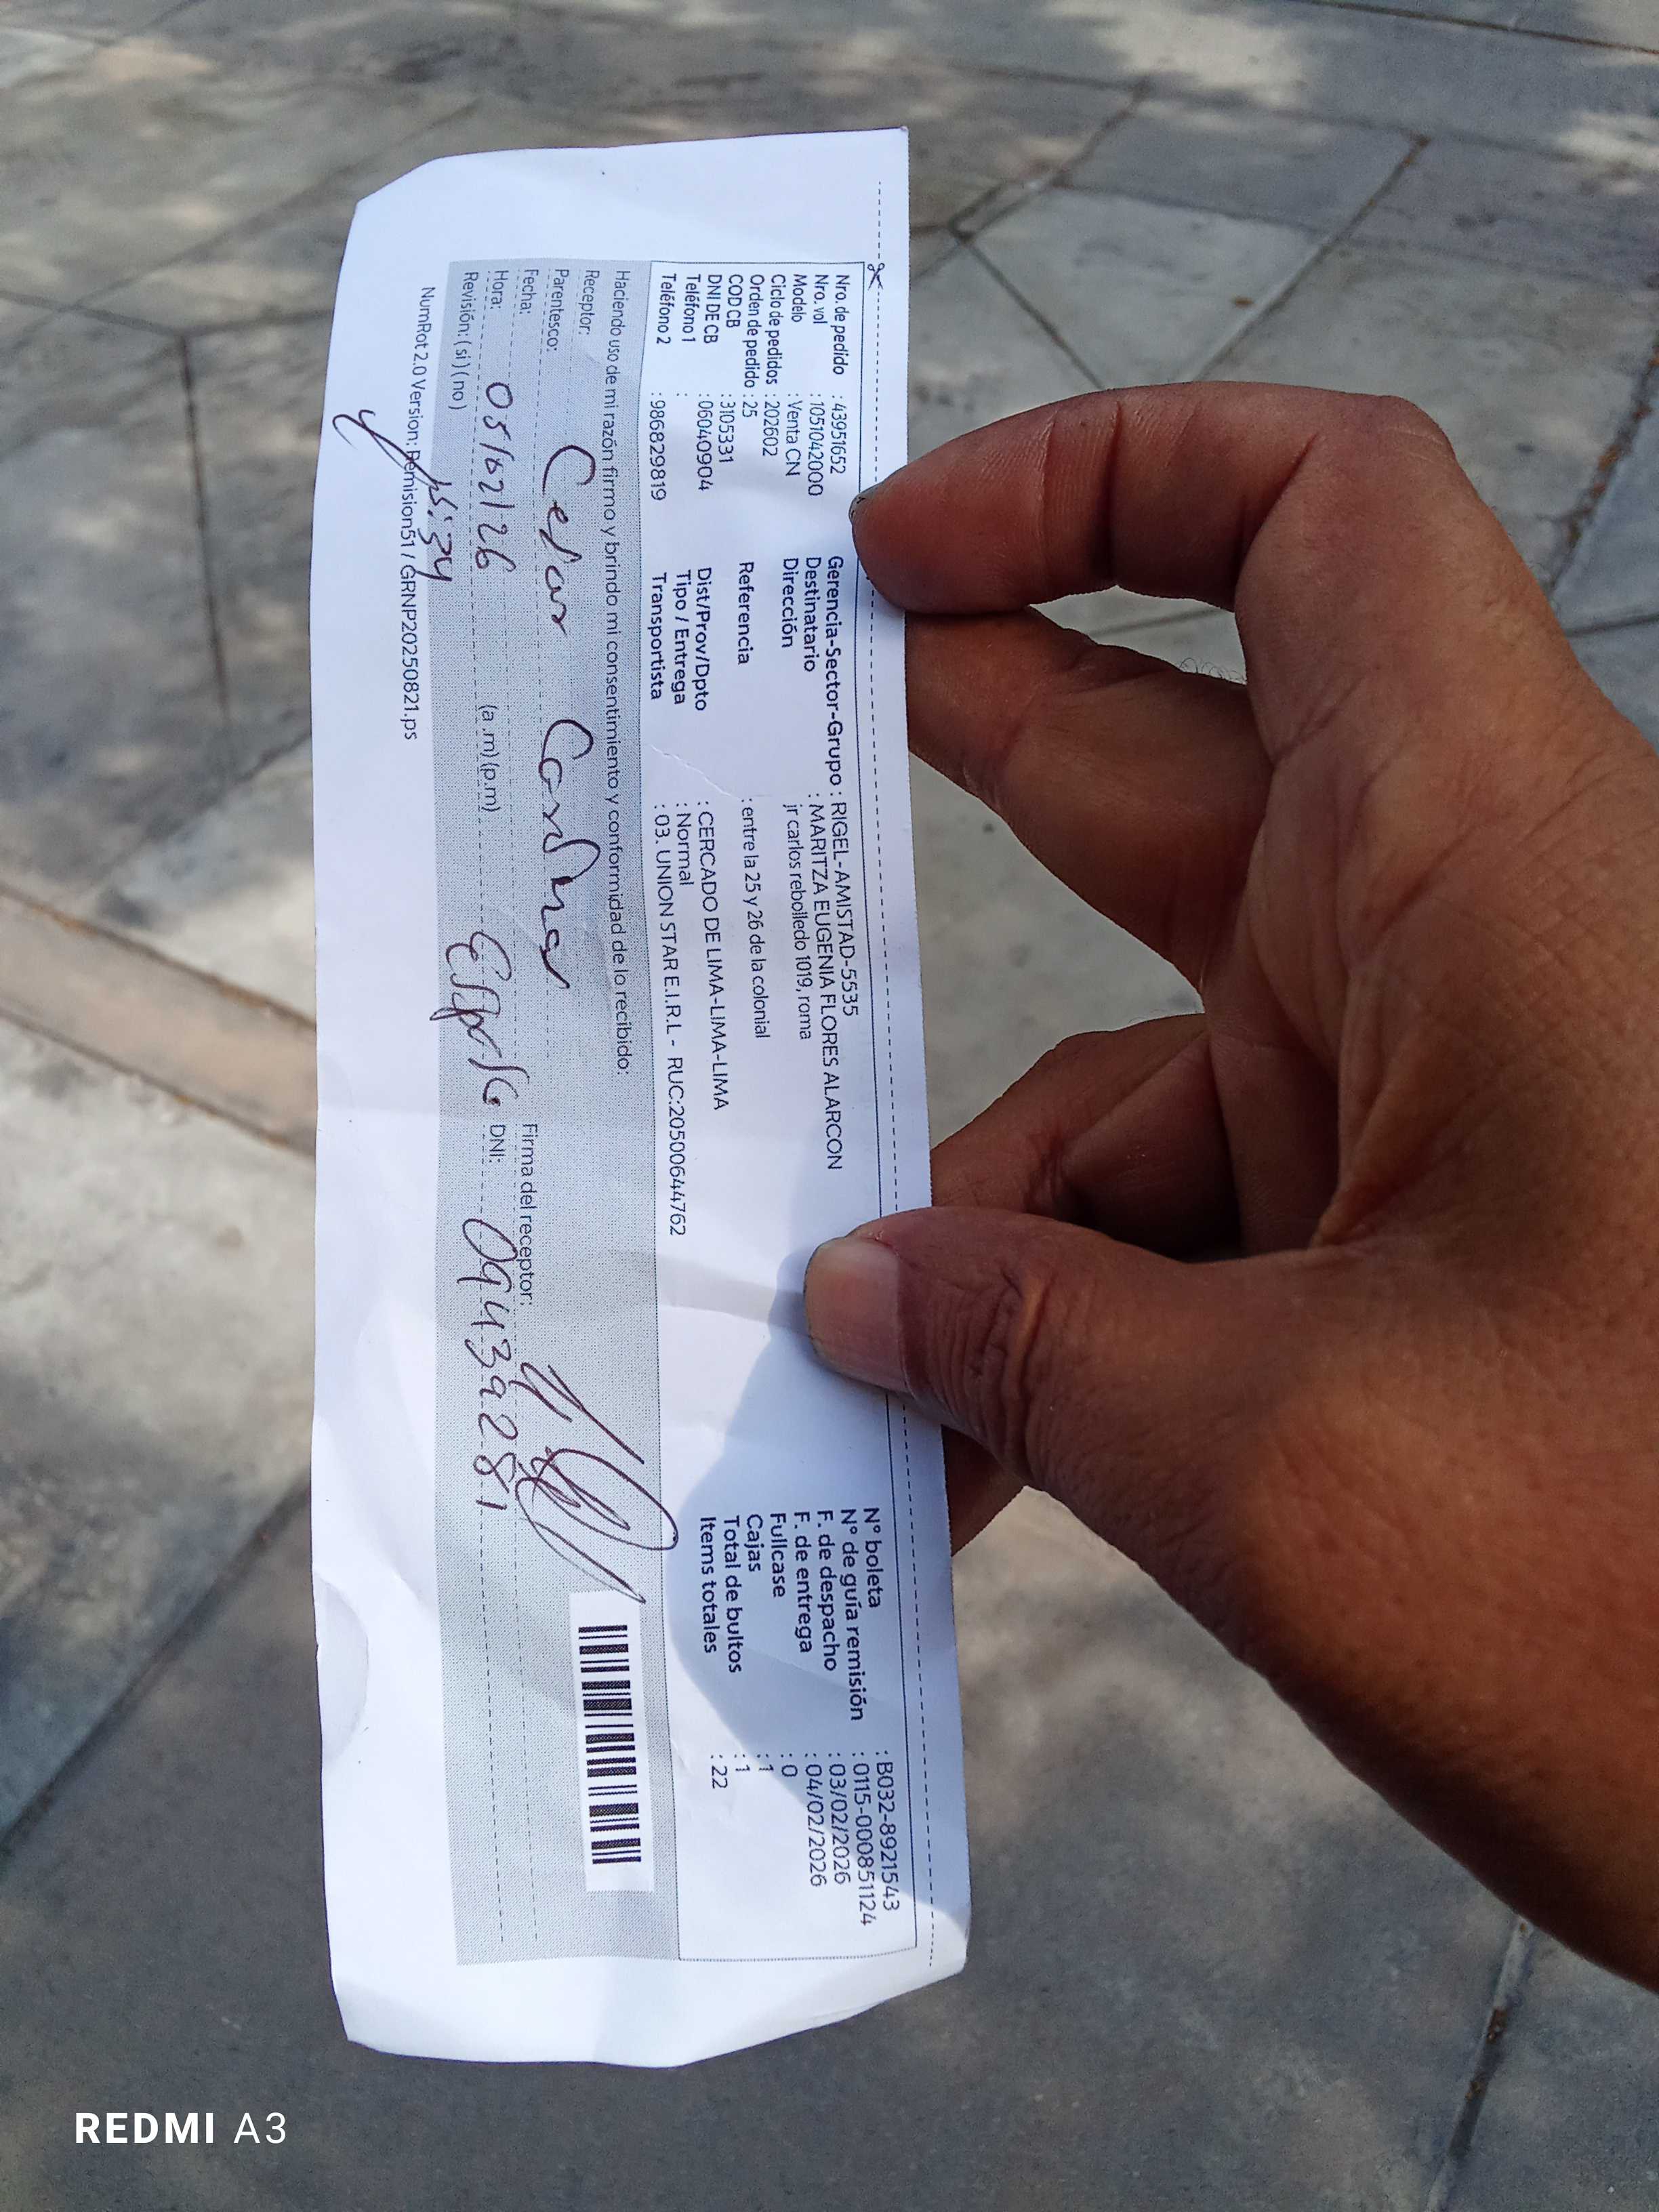 Nro. de pedido : 43951652
Nro. vol : 1051042000
Modelo : Venta CN
Ciclo de pedidos : 202602
Orden de pedido : 25
COD CB : 3105331
DNI DE CB : 06040904
Teléfono 1 :
Teléfono 2 : 986829819
Gerencia-Sector-Grupo : RIGEL-AMISTAD-5535
Destinatario : MARITZA EUGENIA FLORES ALARCON
Dirección jr carlos rebolledo 1019, roma
Referencia : entre la 25 y 26 de la colonial
Dist/Prov/Dpto : CERCADO DE LIMA-LIMA-LIMA
Tipo / Entrega : Normal
Transportista : 03. UNION STAR E.I.R.L - RUC:20500644762
N° boleta : B032-8921543
N° de guía remisión : 0115-000851124
F. de despacho : 03/02/2026
F. de entrega : 04/02/2026
Fullcase : 0
Cajas : 1
Total de bultos : 1
Items totales : 22
Haciendo uso de mi razón firmo y brindo mi consentimiento y conformidad de lo recibido:
Receptor: Cesar
Parentesco:
Fecha: 05/02/26 Firma del receptor:
Hora: (a.m)(p.m) DNI: 09439281
Revisión: ( si ) ( no )
NumRot 2.0 Version: Remision51 / GRNP20250821.ps
REDMI A3